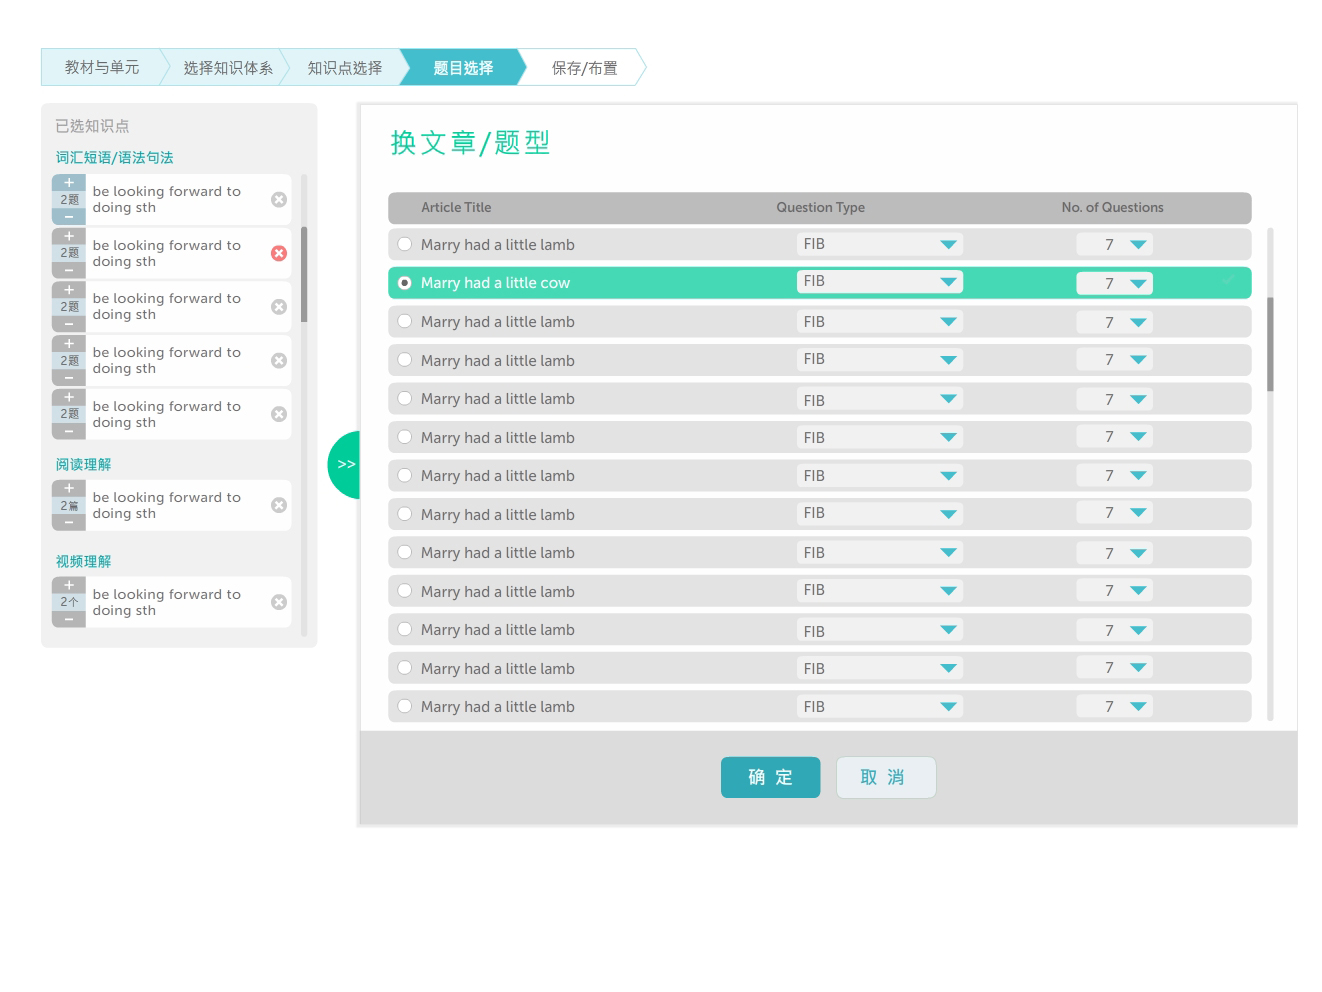 教材与单元 选择知识体系 知识点选择 题目选择 保存/布置
已选知识点
词汇短语/语法句法
+
2题
−
be looking forward to
doing sth
+
2题
−
be looking forward to
doing sth
+
2题
−
be looking forward to
doing sth
+
2题
−
be looking forward to
doing sth
+
2题
−
be looking forward to
doing sth
阅读理解
+
2篇
−
be looking forward to
doing sth
视频理解
+
2个
−
be looking forward to
doing sth
>>
换文章/题型
Article Title Question Type No. of Questions
Marry had a little lamb FIB 7
Marry had a little cow FIB 7
Marry had a little lamb FIB 7
Marry had a little lamb FIB 7
Marry had a little lamb FIB 7
Marry had a little lamb FIB 7
Marry had a little lamb FIB 7
Marry had a little lamb FIB 7
Marry had a little lamb FIB 7
Marry had a little lamb FIB 7
Marry had a little lamb FIB 7
Marry had a little lamb FIB 7
Marry had a little lamb FIB 7
确 定 取 消